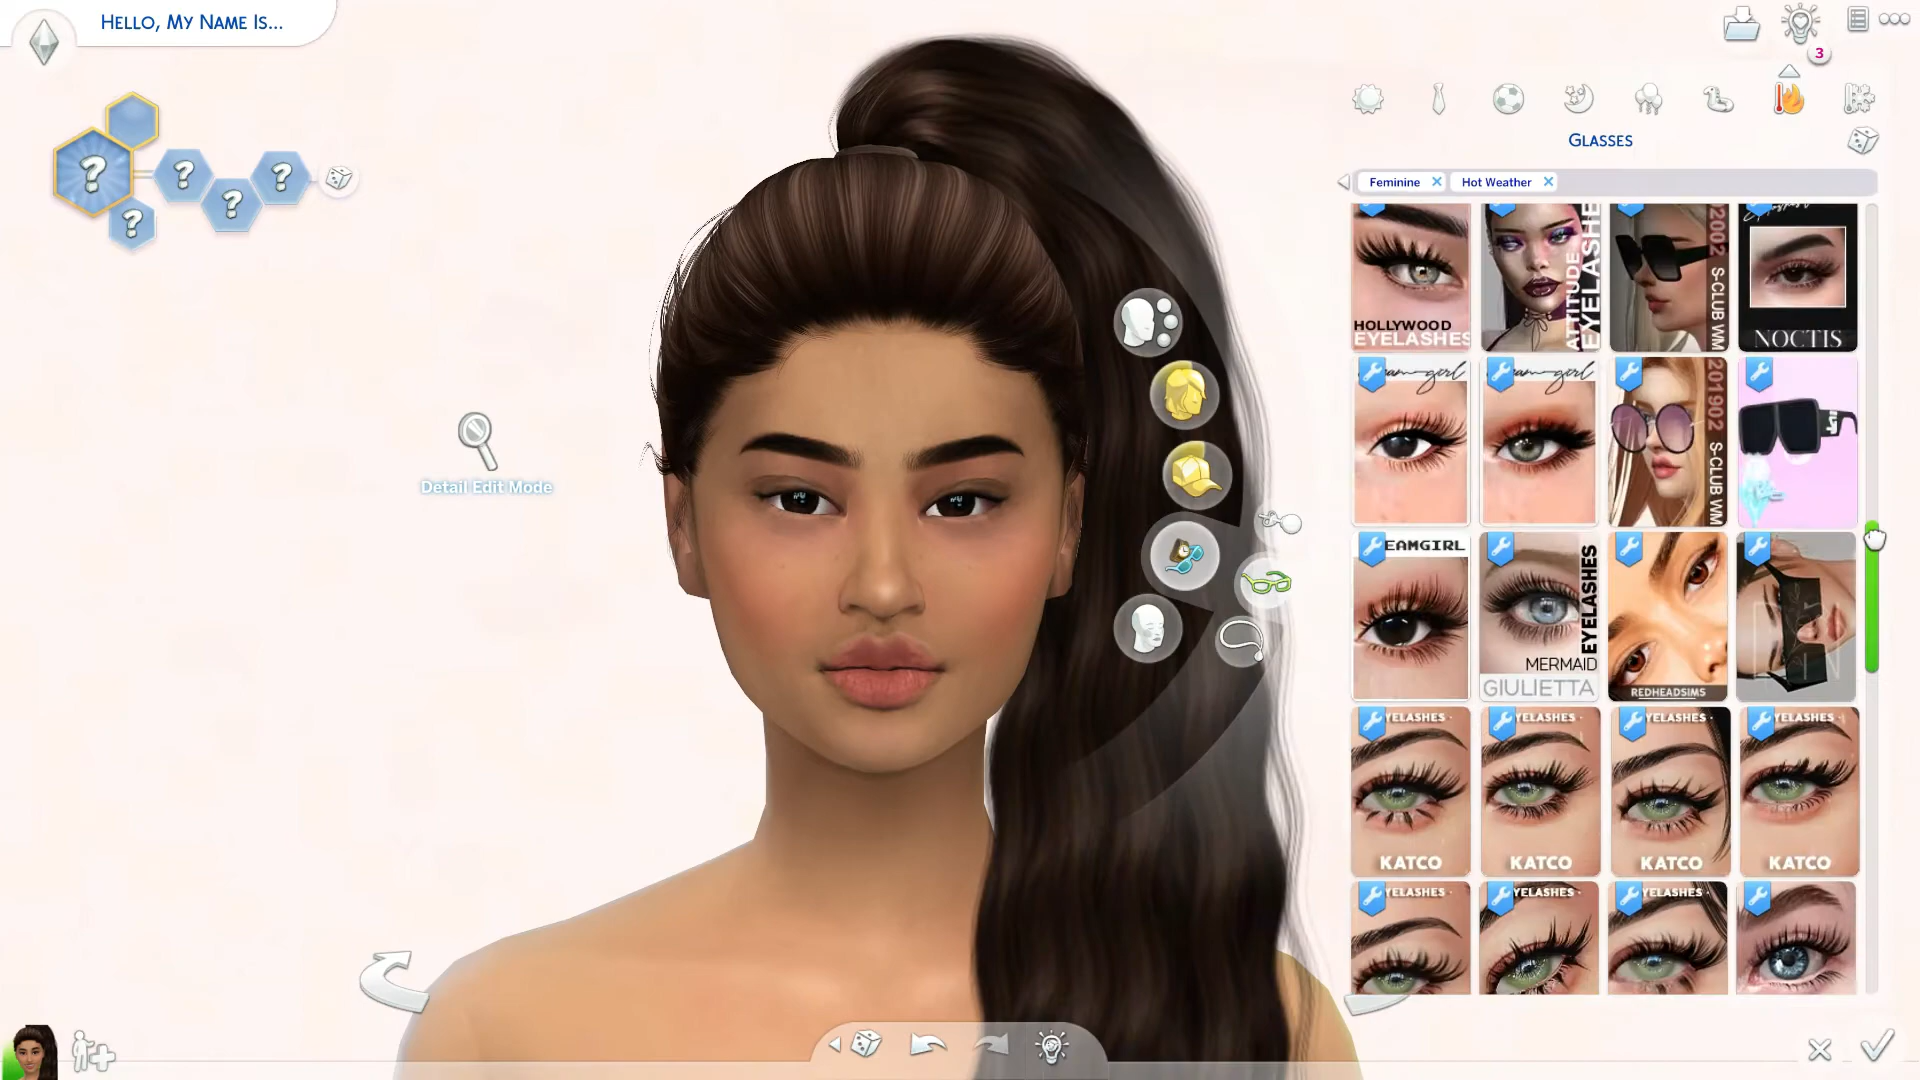 Hello, My Name Is...
3
Glasses
Feminine
Hot Weather
HOLLYWOOD
EYELASHES
ATTITUDE
EYELASHE
2002 S-CLUB WM
NOCTIS
Detail Edit Mode
201902 S-CLUB WM
EAMGIRL
EYELASHES
MERMAID
GIULIETTA
REDHEADSIMS
YELASHES ·
YELASHES ·
YELASHES ·
YELASHES ·
KATCO
KATCO
KATCO
KATCO
YELASHES ·
YELASHES ·
YELASHES ·